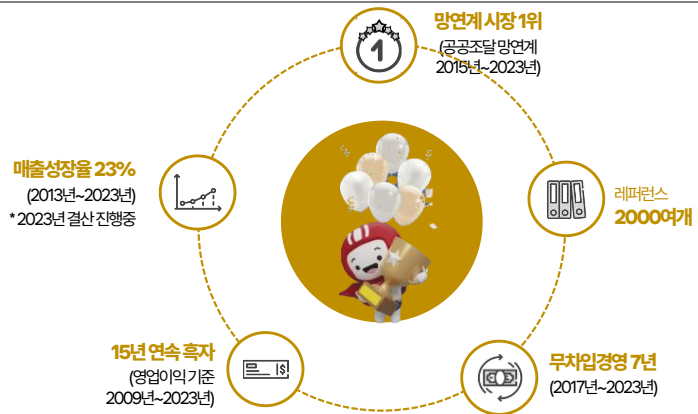 망연계 시장 1위
(공공조달 망연계
2015년~2023년)
1
매출성장율 23%
(2013년~2023년)
* 2023년 결산 진행중
레퍼런스
2000여개
15년 연속 흑자
(영업이익 기준
2009년~2023년)
$
무차입경영 7년
(2017년~2023년)